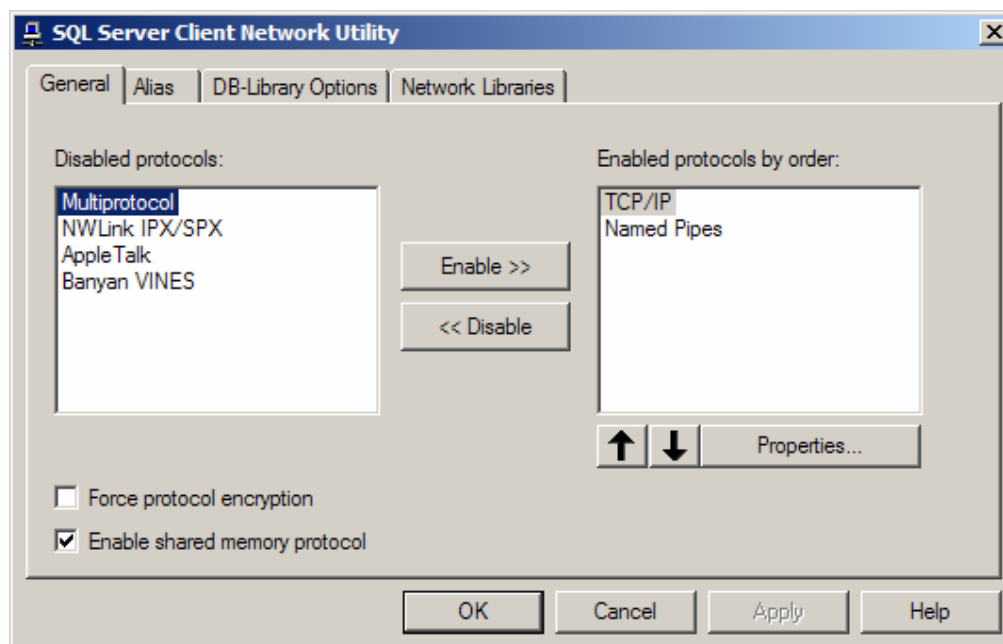 SQL Server Client Network Utility
General Alias DB-Library Options Network Libraries
Disabled protocols:
Multiprotocol
NWLink IPX/SPX
AppleTalk
Banyan VINES
Enable >>
<< Disable
Enabled protocols by order:
TCP/IP
Named Pipes
Properties...
Force protocol encryption
Enable shared memory protocol
OK Cancel Apply Help